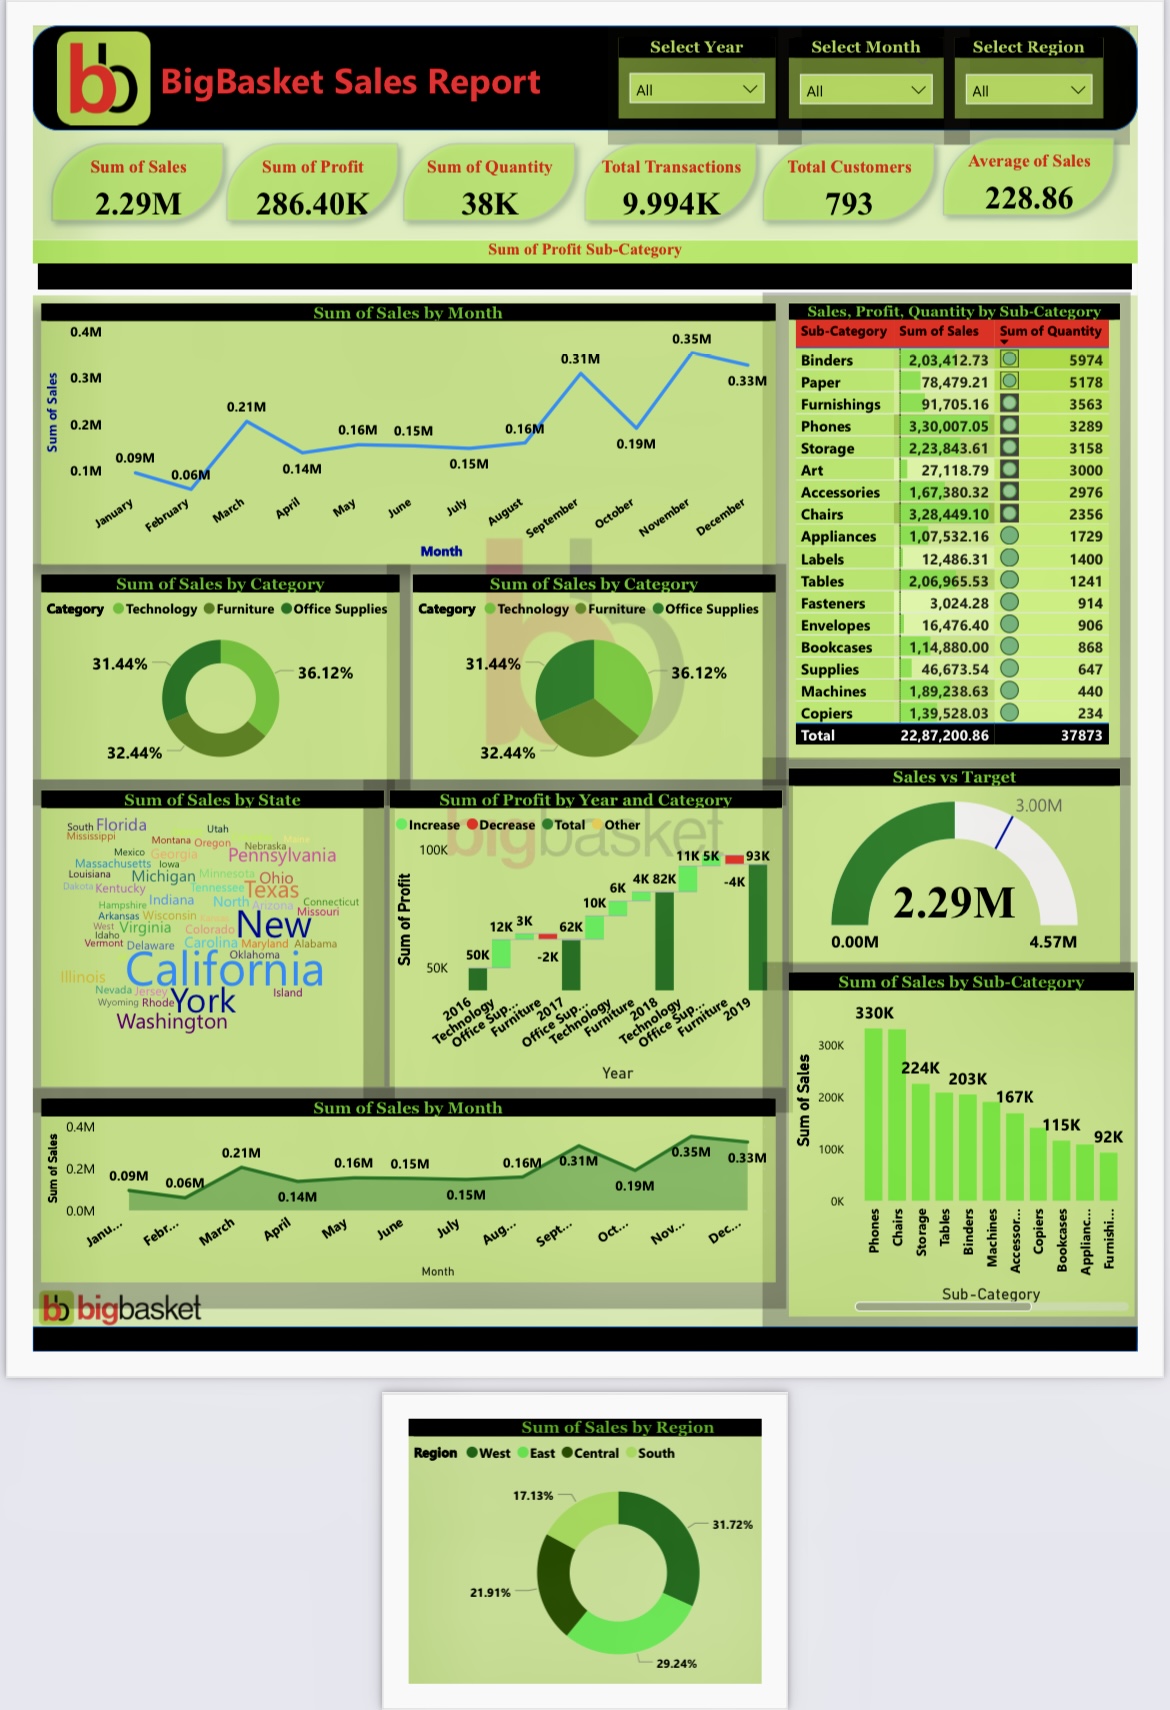 Select Year
Select Month
Select Region
bb
BigBasket Sales Report
All
All
All
Sum of Sales
Sum of Profit
Sum of Quantity
Total Transactions
Total Customers
Average of Sales
2.29M
286.40K
38K
9.994K
793
228.86
Sum of Profit Sub-Category
Sum of Sales by Month
Sum of Sales
0.4M
0.3M
0.2M
0.1M
0.09M
0.06M
0.21M
0.14M
0.16M
0.15M
0.15M
0.16M
0.31M
0.19M
0.35M
0.33M
January
February
March
April
May
June
July
August
September
October
November
December
Month
Sales, Profit, Quantity by Sub-Category
Sub-Category Sum of Sales Sum of Quantity
Binders 2,03,412.73 5974
Paper 78,479.21 5178
Furnishings 91,705.16 3563
Phones 3,30,007.05 3289
Storage 2,23,843.61 3158
Art 27,118.79 3000
Accessories 1,67,380.32 2976
Chairs 3,28,449.10 2356
Appliances 1,07,532.16 1729
Labels 12,486.31 1400
Tables 2,06,965.53 1241
Fasteners 3,024.28 914
Envelopes 16,476.40 906
Bookcases 1,14,880.00 868
Supplies 46,673.54 647
Machines 1,89,238.63 440
Copiers 1,39,528.03 234
Total 22,87,200.86 37873
Sum of Sales by Category
Category Technology Furniture Office Supplies
31.44%
36.12%
32.44%
Sum of Sales by Category
Category Technology Furniture Office Supplies
31.44%
36.12%
32.44%
bb
bigbasket
Sum of Sales by State
South Florida
Utah
Mississippi
Montana Oregon
Mexico
Georgia
Nebraska
Pennsylvania
Massachusetts
Iowa
Louisiana
Michigan
Minnesota
Ohio
Dakota
Kentucky
Tennessee
Texas
Indiana
Hampshire
North
Arizona
Connecticut
Arkansas
Wisconsin
Missouri
West
Virginia
Colorado
New
Idaho
Vermont
Delaware
Carolina
Maryland
Alabama
Oklahoma
California
Illinois
Nevada
Jersey
Island
Wyoming
Rhode
York
Washington
Sum of Profit by Year and Category
Increase Decrease Total Other
Sum of Profit
100K
50K
50K
12K
3K
-2K
62K
10K
6K
4K
82K
11K
5K
-4K
93K
2016
Technology
Office Sup...
Furniture
2017
Office Sup...
Technology
Furniture
2018
Technology
Office Sup...
Furniture
2019
Year
Sales vs Target
3.00M
2.29M
0.00M
4.57M
Sum of Sales by Sub-Category
Sum of Sales
300K
200K
100K
0K
330K
224K
203K
167K
115K
92K
Phones
Chairs
Storage
Tables
Binders
Machines
Accessor...
Copiers
Bookcases
Applianc...
Furnishi...
Sub-Category
Sum of Sales by Month
Sum of Sales
0.4M
0.2M
0.0M
0.09M
0.06M
0.21M
0.14M
0.16M
0.15M
0.15M
0.16M
0.31M
0.19M
0.35M
0.33M
Janu...
Febr...
March
April
May
June
July
Aug...
Sept...
Oct...
Nov...
Dec...
Month
bb bigbasket
Sum of Sales by Region
Region West East Central South
17.13%
31.72%
21.91%
29.24%